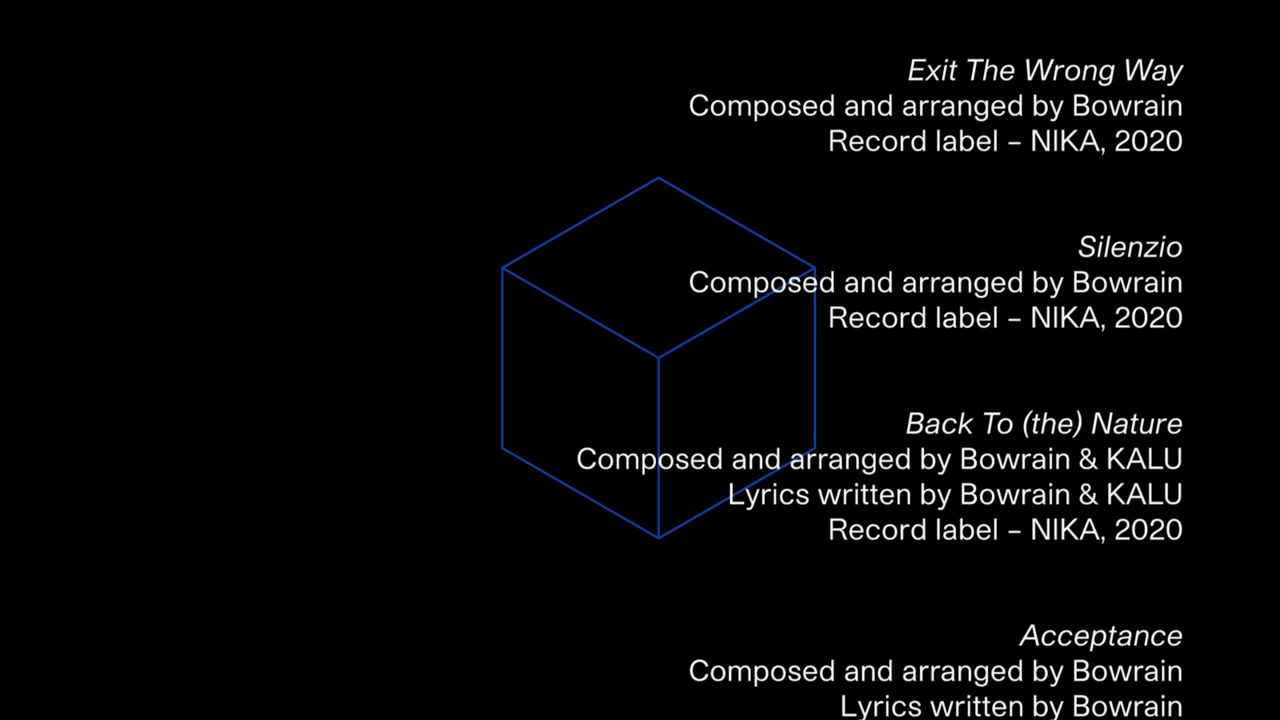 Exit The Wrong Way
Composed and arranged by Bowrain
Record label – NIKA, 2020
Silenzio
Composed and arranged by Bowrain
Record label – NIKA, 2020
Back To (the) Nature
Composed and arranged by Bowrain & KALU
Lyrics written by Bowrain & KALU
Record label – NIKA, 2020
Acceptance
Composed and arranged by Bowrain
Lyrics written by Bowrain